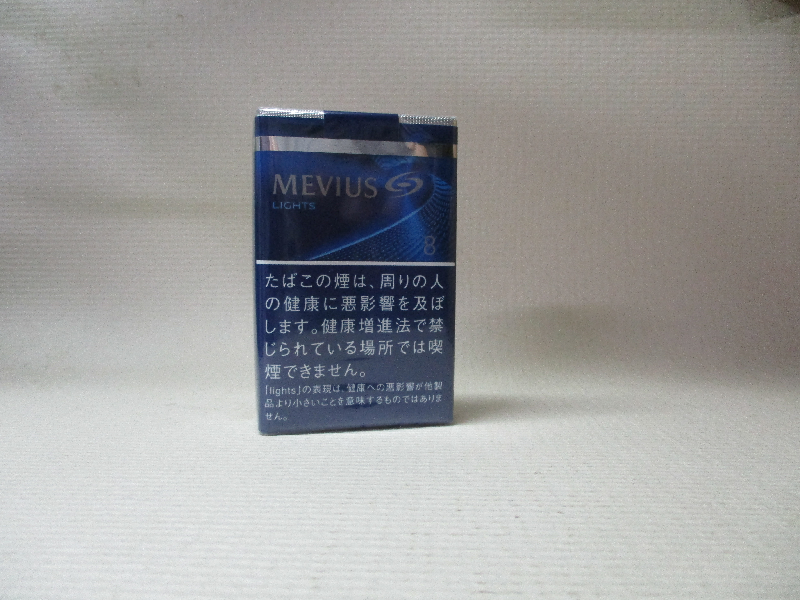 MEVIUS
LIGHTS
8
たばこの煙は、周りの人
の健康に悪影響を及ぼ
します。健康増進法で禁
じられている場所では喫
煙できません。
「lights」の表現は、健康への悪影響が他製
品より小さいことを意味するものではありま
せん。